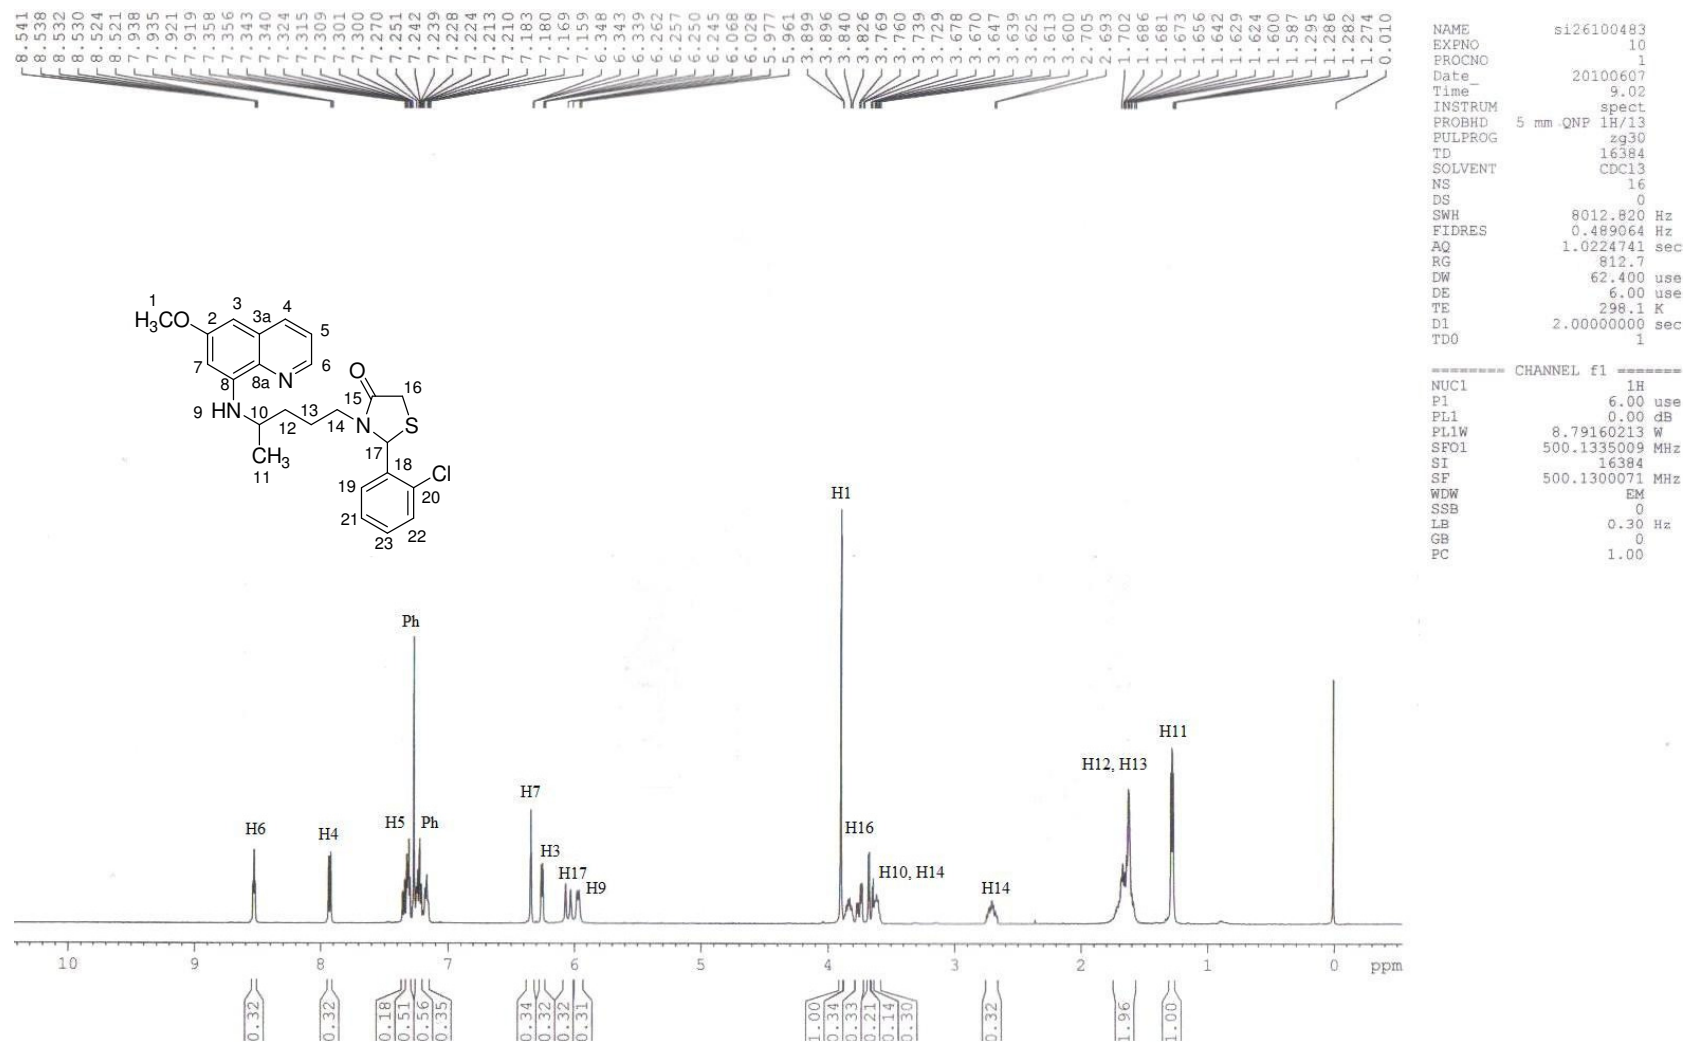 8.541
8.538
8.532
8.530
8.524
8.521
7.938
7.935
7.921
7.919
7.358
7.356
7.343
7.340
7.324
7.315
7.309
7.301
7.300
7.270
7.251
7.242
7.239
7.228
7.224
7.213
7.210
7.183
7.180
7.169
7.159
6.348
6.343
6.339
6.262
6.257
6.250
6.245
6.068
6.028
5.977
5.961
3.899
3.896
3.840
3.826
3.769
3.760
3.739
3.729
3.678
3.670
3.647
3.639
3.625
3.613
3.600
2.705
2.693
1.702
1.686
1.681
1.673
1.656
1.642
1.629
1.624
1.600
1.587
1.295
1.286
1.282
1.274
0.010
NAME si26100483
EXPNO 10
PROCNO 1
Date_ 20100607
Time 9.02
INSTRUM spect
PROBHD 5 mm QNP 1H/13
PULPROG zg30
TD 16384
SOLVENT CDCl3
NS 16
DS 0
SWH 8012.820 Hz
FIDRES 0.489064 Hz
AQ 1.0224741 sec
RG 812.7
DW 62.400 use
DE 6.00 use
TE 298.1 K
D1 2.00000000 sec
TD0 1
======== CHANNEL f1 =======
NUC1 1H
P1 6.00 use
PL1 0.00 dB
PL1W 8.79160213 W
SFO1 500.1335009 MHz
SI 16384
SF 500.1300071 MHz
WDW EM
SSB 0
LB 0.30 Hz
GB 0
PC 1.00
1 3 4
H3CO 2 3a 5
7 8 8a N 6
O 16
15
9 HN 10 13 N S
12 14
17
CH3 18 Cl
11
19 20
21 22
23
H1
Ph
H11
H12, H13
H7
H6 H4 H5 Ph H16
H3
H17 H9 H10, H14 H14
10 9 8 7 6 5 4 3 2 1 0 ppm
0.32
0.32
0.18
0.51
0.56
0.35
0.34
0.32
0.32
0.31
1.00
0.34
0.33
0.21
0.14
0.30
0.32
1.96
1.00